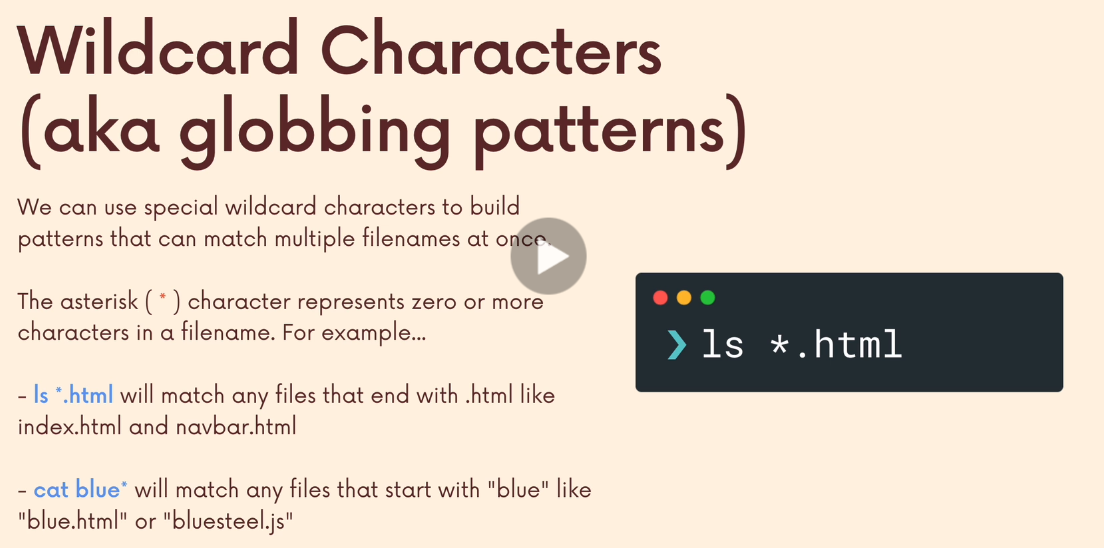 Wildcard Characters
(aka globbing patterns)
We can use special wildcard characters to build
patterns that can match multiple filenames at once.
The asterisk ( * ) character represents zero or more
characters in a filename. For example...
- ls *.html will match any files that end with .html like
index.html and navbar.html
- cat blue* will match any files that start with "blue" like
"blue.html" or "bluesteel.js"
❯ ls *.html